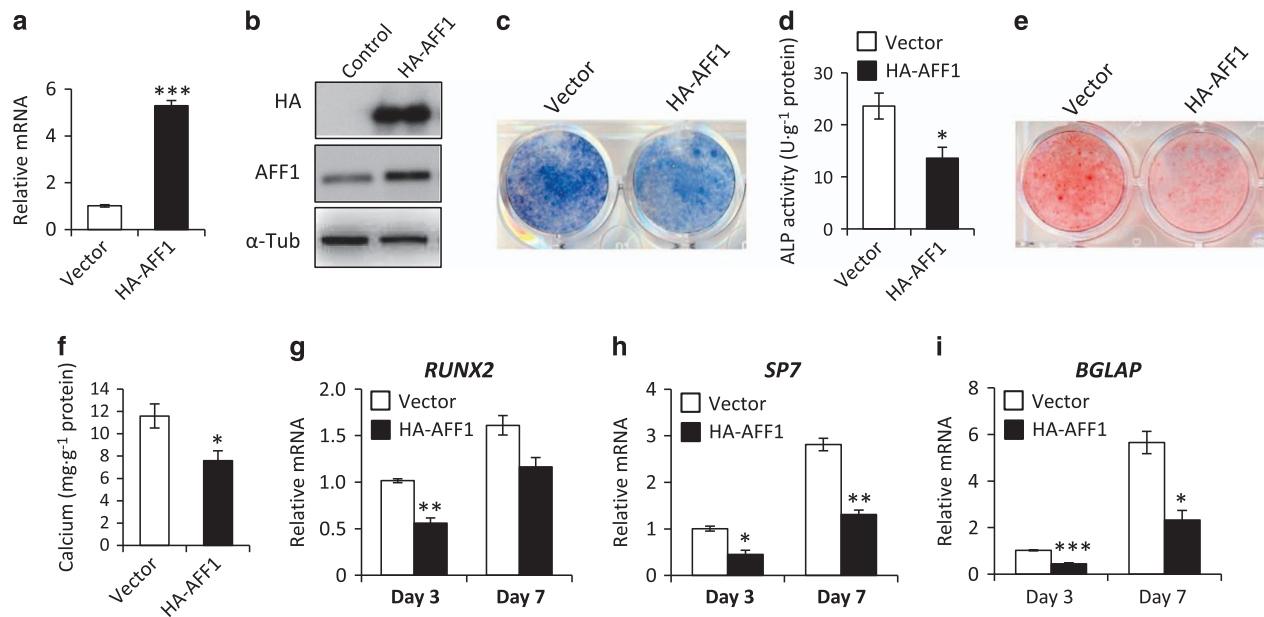 a
Relative mRNA
6
4
2
0
***
Vector
HA-AFF1
b
Control
HA-AFF1
HA
AFF1
α-Tub
c
Vector
HA-AFF1
d
Vector
HA-AFF1
ALP activity (U·g-1 protein)
30
20
10
0
*
Vector
HA-AFF1
e
Vector
HA-AFF1
f
Calcium (mg·g-1 protein)
14
12
10
8
6
4
2
0
*
Vector
HA-AFF1
g
RUNX2
Vector
HA-AFF1
Relative mRNA
2.0
1.5
1.0
0.5
0
**
Day 3
Day 7
h
SP7
Vector
HA-AFF1
Relative mRNA
4
3
2
1
0
*
**
Day 3
Day 7
i
BGLAP
Vector
HA-AFF1
Relative mRNA
8
6
4
2
0
***
*
Day 3
Day 7